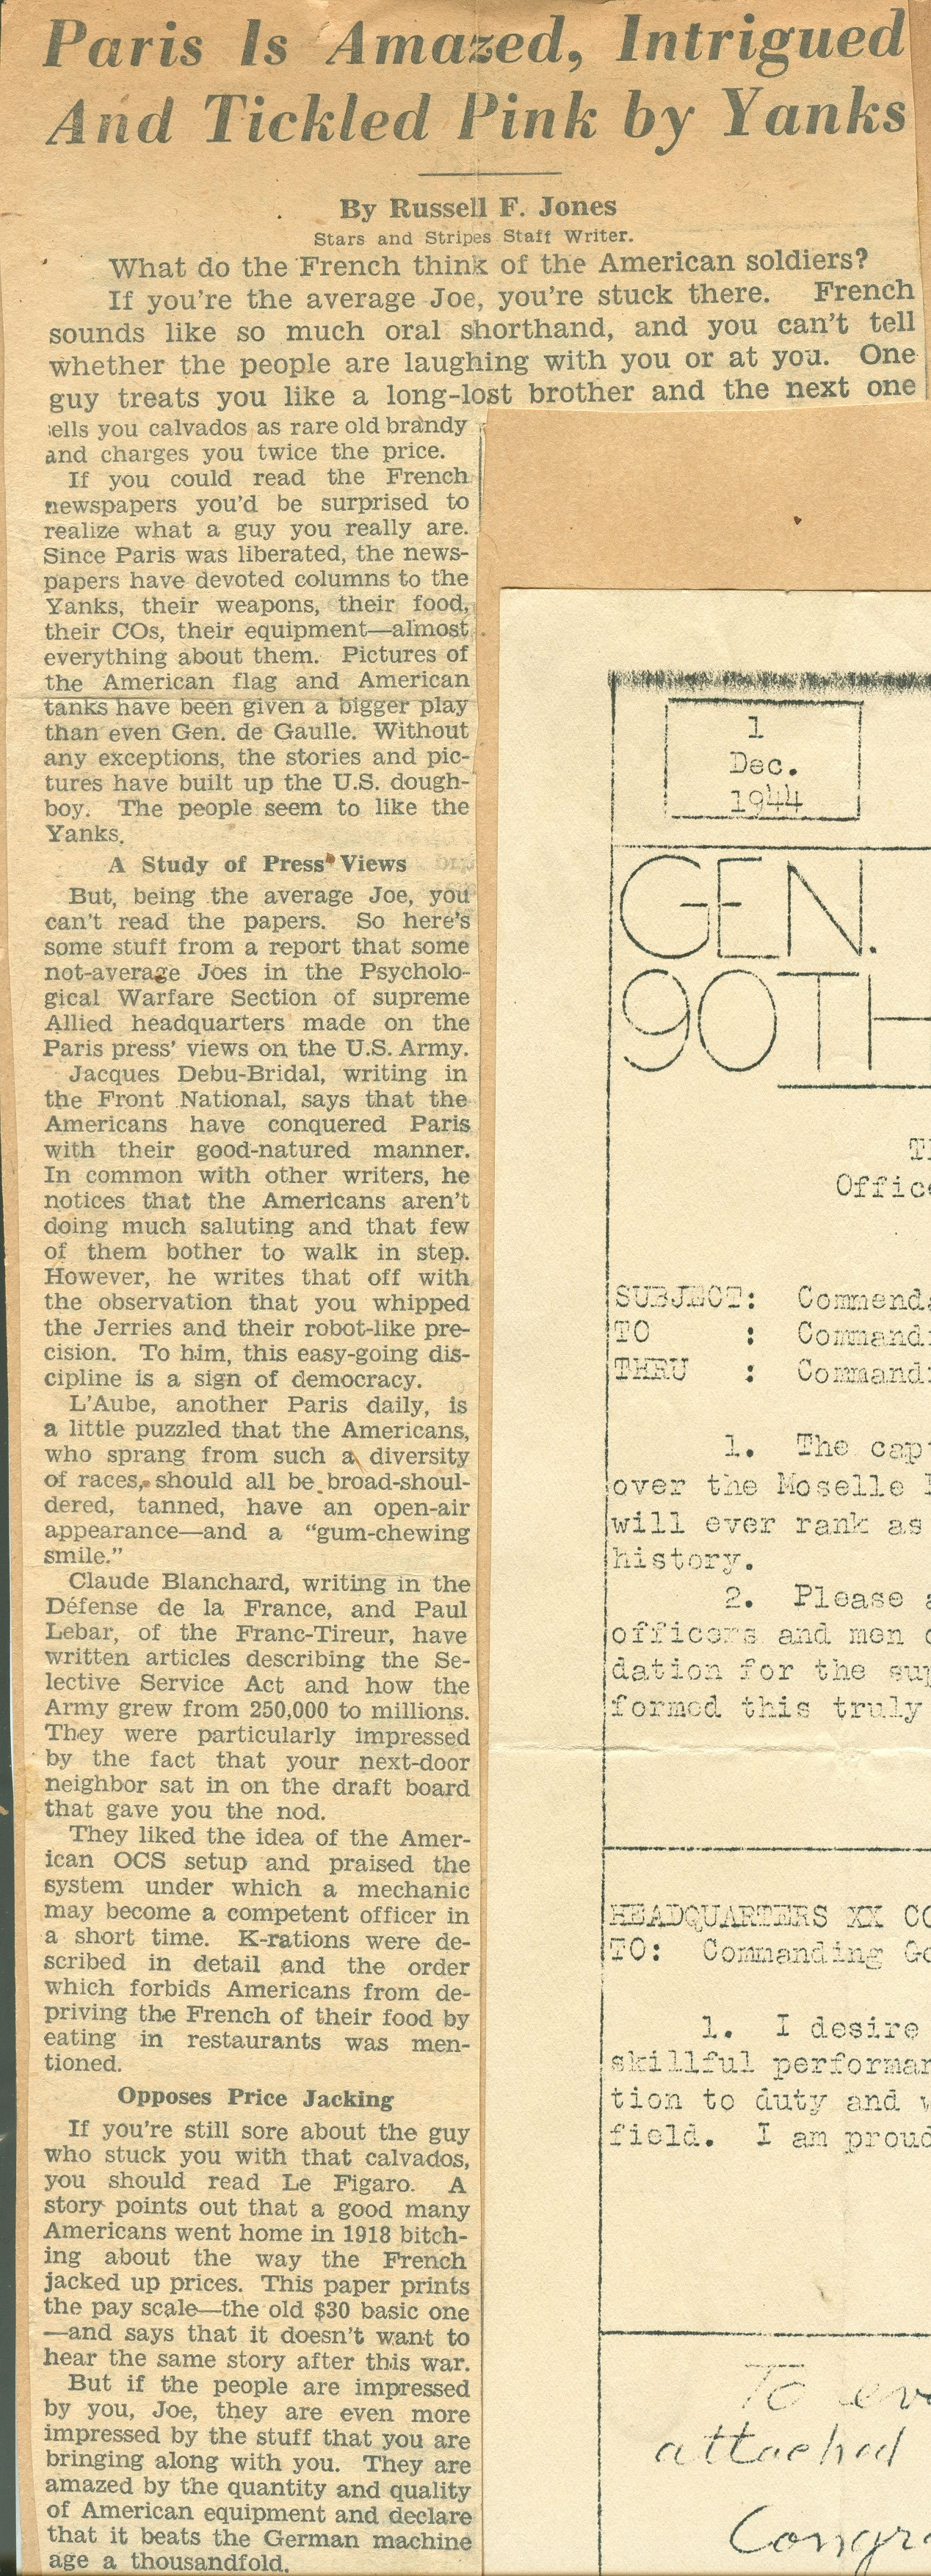 Paris Is Amazed, Intrigued
And Tickled Pink by Yanks
By Russell F. Jones
Stars and Stripes Staff Writer.
What do the French think of the American soldiers?
If you're the average Joe, you're stuck there. French
sounds like so much oral shorthand, and you can't tell
whether the people are laughing with you or at you. One
guy treats you like a long-lost brother and the next one
sells you calvados as rare old brandy
and charges you twice the price.
If you could read the French
newspapers you'd be surprised to
realize what a guy you really are.
Since Paris was liberated, the news-
papers have devoted columns to the
Yanks, their weapons, their food,
their COs, their equipment—almost
everything about them. Pictures of
the American flag and American
tanks have been given a bigger play
than even Gen. de Gaulle. Without
any exceptions, the stories and pic-
tures have built up the U.S. dough-
boy. The people seem to like the
Yanks.
A Study of Press Views
But, being the average Joe, you
can't read the papers. So here's
some stuff from a report that some
not-average Joes in the Psycholo-
gical Warfare Section of supreme
Allied headquarters made on the
Paris press' views on the U.S. Army.
Jacques Debu-Bridal, writing in
the Front National, says that the
Americans have conquered Paris
with their good-natured manner.
In common with other writers, he
notices that the Americans aren't
doing much saluting and that few
of them bother to walk in step.
However, he writes that off with
the observation that you whipped
the Jerries and their robot-like pre-
cision. To him, this easy-going dis-
cipline is a sign of democracy.
L'Aube, another Paris daily, is
a little puzzled that the Americans,
who sprang from such a diversity
of races, should all be broad-shoul-
dered, tanned, have an open-air
appearance—and a "gum-chewing
smile."
Claude Blanchard, writing in the
Défense de la France, and Paul
Lebar, of the Franc-Tireur, have
written articles describing the Se-
lective Service Act and how the
Army grew from 250,000 to millions.
They were particularly impressed
by the fact that your next-door
neighbor sat in on the draft board
that gave you the nod.
They liked the idea of the Amer-
ican OCS setup and praised the
system under which a mechanic
may become a competent officer in
a short time. K-rations were de-
scribed in detail and the order
which forbids Americans from de-
priving the French of their food by
eating in restaurants was men-
tioned.
Opposes Price Jacking
If you're still sore about the guy
who stuck you with that calvados,
you should read Le Figaro. A
story points out that a good many
Americans went home in 1918 bitch-
ing about the way the French
jacked up prices. This paper prints
the pay scale—the old $30 basic one
—and says that it doesn't want to
hear the same story after this war.
But if the people are impressed
by you, Joe, they are even more
impressed by the stuff that you are
bringing along with you. They are
amazed by the quantity and quality
of American equipment and declare
that it beats the German machine
age a thousandfold.
1
Dec.
1944
GEN.
90TH
Offic
SUBJECT: Commend
TO : Command
THRU : Command
1. The cap
over the Moselle
will ever rank as
history.
2. Please
officers and men
dation for the sup
formed this truly
HEADQUARTERS XX CO
TO: Commanding Ge
1. I desire
skillful performan
tion to duty and
field. I am proud
To
attached
Congr